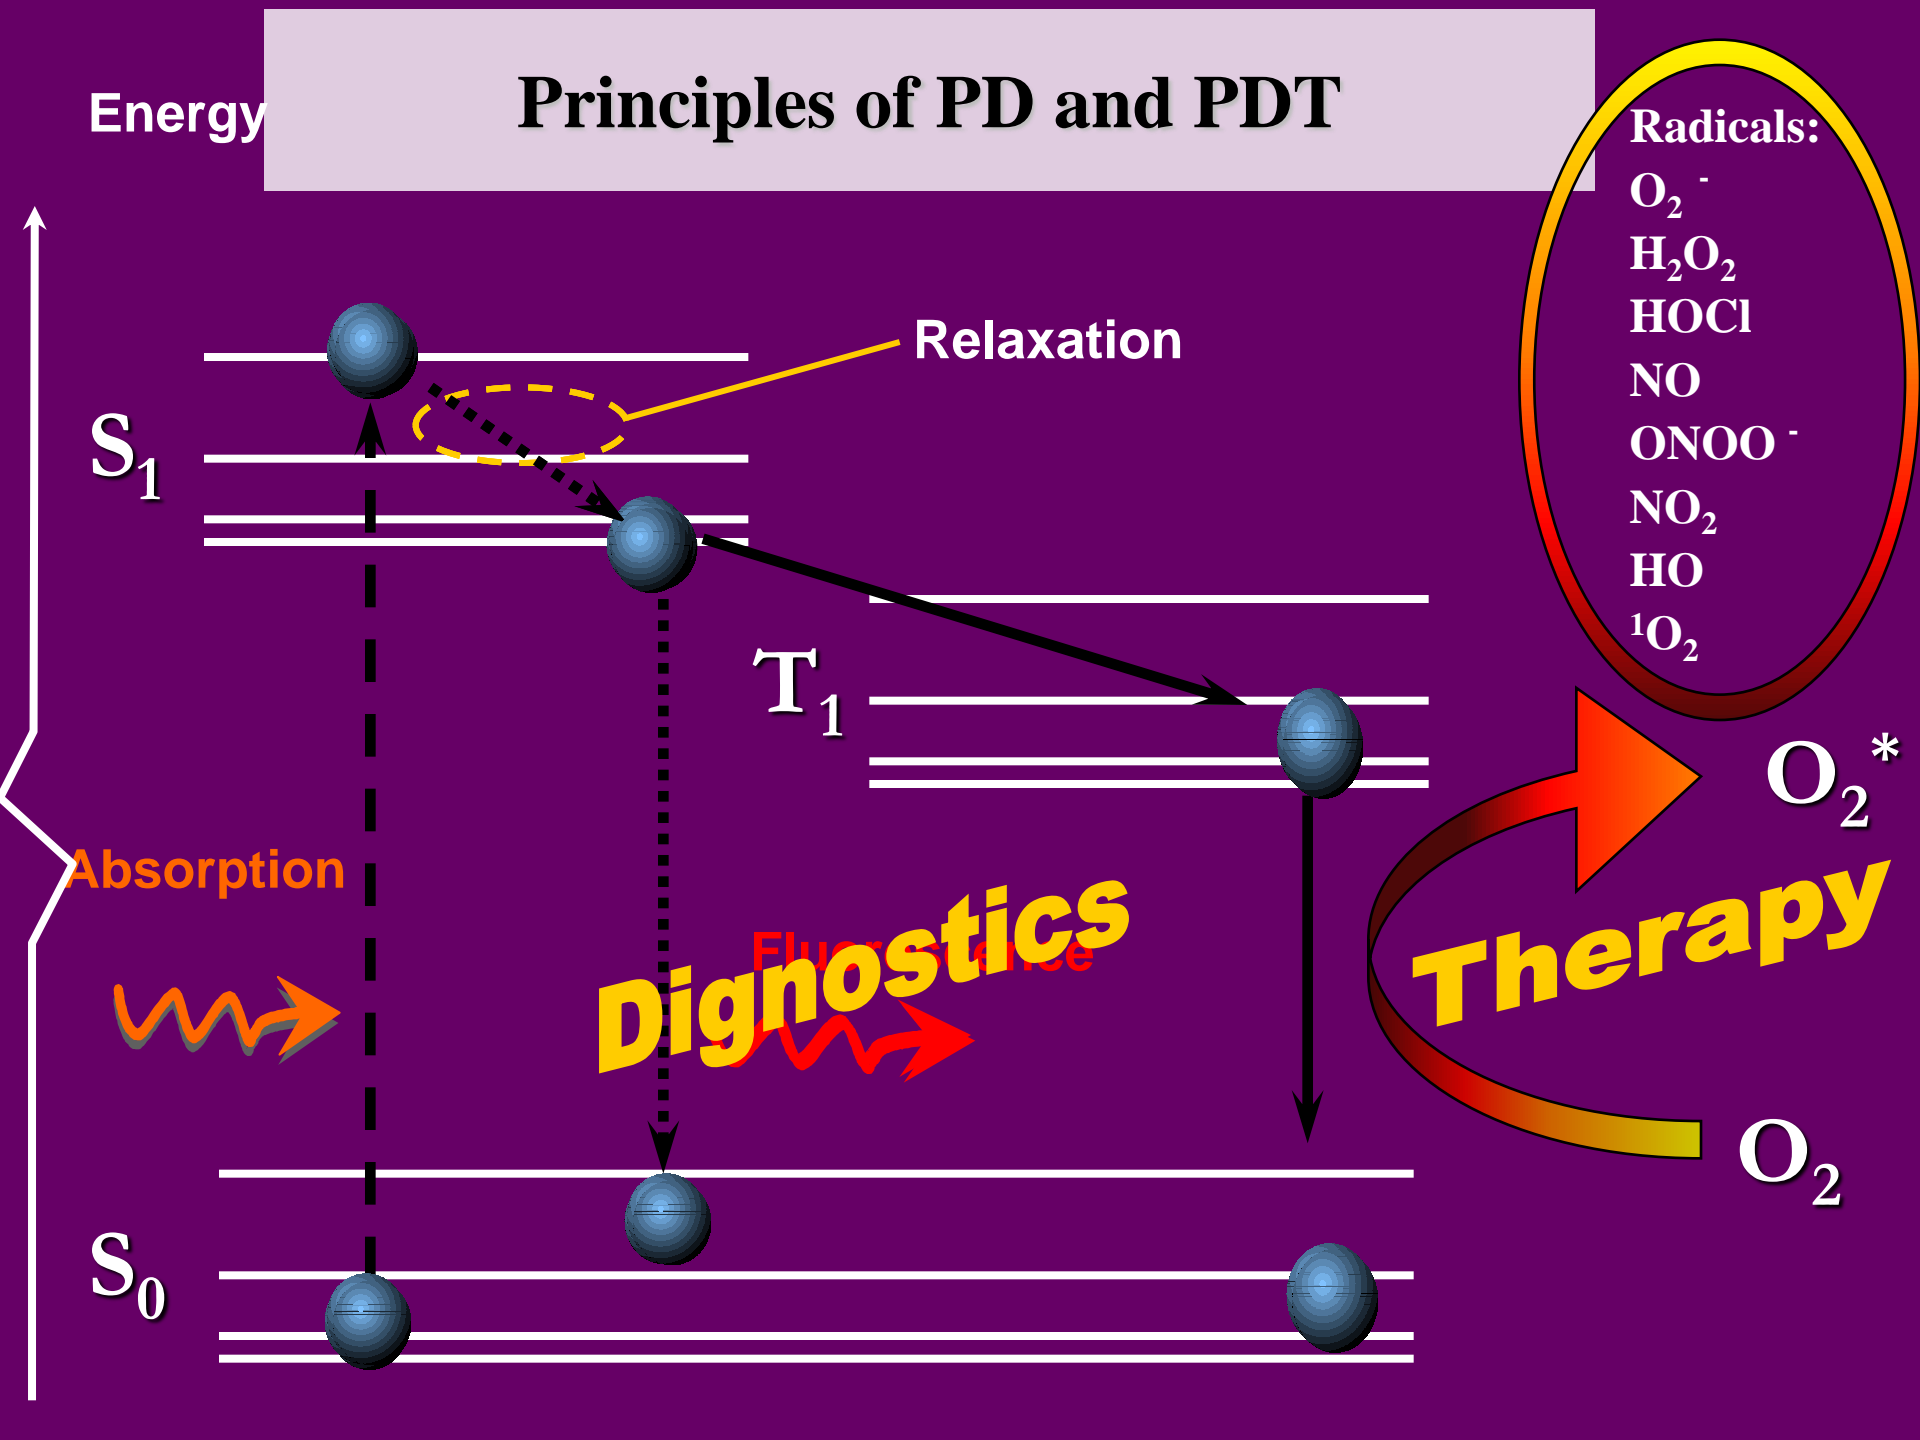 Principles of PD and PDT
Energy
Radicals:
O₂ ⁻
H₂O₂
HOCl
NO
ONOO ⁻
NO₂
HO
¹O₂
Relaxation
S₁
T₁
O₂*
Absorption
Fluorescence
Dignostics
Therapy
O₂
S₀